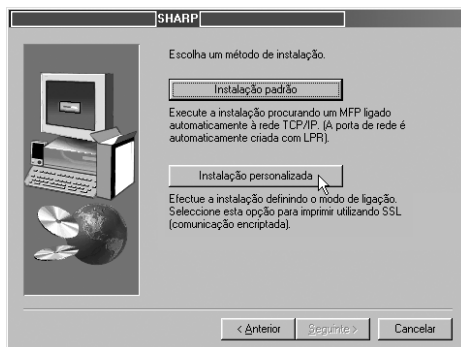 SHARP
Escolha um método de instalação.
Instalação padrão
Execute a instalação procurando um MFP ligado
automaticamente à rede TCP/IP. (A porta de rede é
automaticamente criada com LPR).
Instalação personalizada
Efectue a instalação definindo o modo de ligação.
Seleccione esta opção para imprimir utilizando SSL
(comunicação encriptada).
< Anterior
Seguinte >
Cancelar